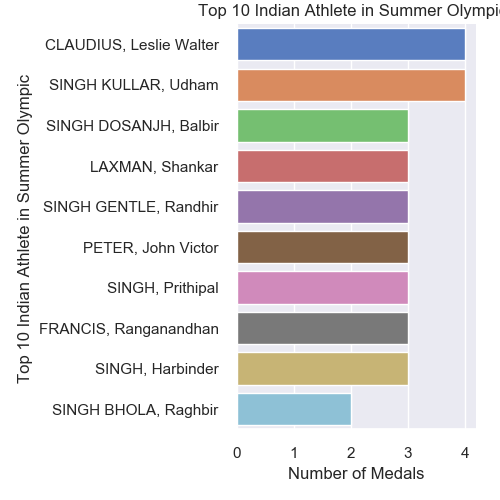 Top 10 Indian Athlete in Summer Olympi
CLAUDIUS, Leslie Walter
SINGH KULLAR, Udham
SINGH DOSANJH, Balbir
LAXMAN, Shankar
SINGH GENTLE, Randhir
PETER, John Victor
SINGH, Prithipal
FRANCIS, Ranganandhan
SINGH, Harbinder
SINGH BHOLA, Raghbir
Top 10 Indian Athlete in Summer Olympic
0 1 2 3 4
Number of Medals